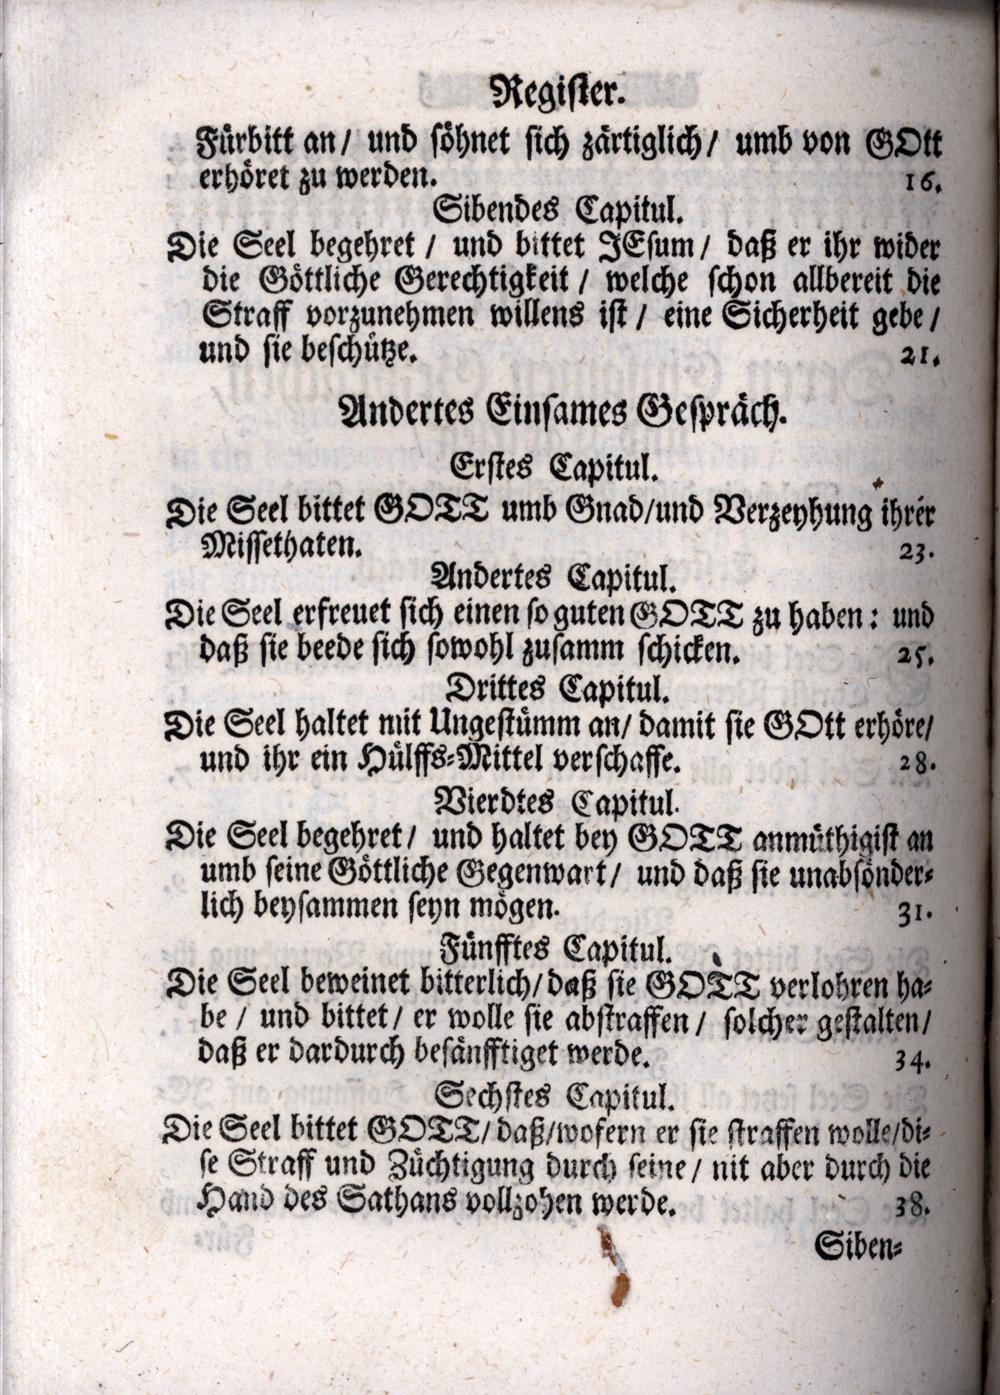 Register.
Fürbitt an/ und söhnet sich zärtiglich/ umb von GOtt
erhöret zu werden. 16.
Sibendes Capitul.
Die Seel begehret / und bittet JEsum/ daß er ihr wider
die Göttliche Gerechtigkeit / welche schon allbereit die
Straff vorzunehmen willens ist / eine Sicherheit gebe /
und sie beschütze. 21.
Andertes Einsames Gespräch.
Erstes Capitul.
Die Seel bittet GOTT umb Gnad/und Verzeyhung ihrer
Missethaten. 23.
Andertes Capitul.
Die Seel erfreuet sich einen so guten GOTT zu haben: und
daß sie beede sich sowohl zusamm schicken. 25.
Drittes Capitul.
Die Seel haltet mit Ungestümm an/ damit sie GOtt erhöre/
und ihr ein Hülffs-Mittel verschaffe. 28.
Vierdtes Capitul.
Die Seel begehret/ und haltet bey GOTT anmüthigist an
umb seine Göttliche Gegenwart/ und daß sie unabsönder-
lich beysammen seyn mögen. 31.
Fünfftes Capitul.
Die Seel beweinet bitterlich/daß sie GOTT verlohren ha-
be / und bittet/ er wolle sie abstraffen/ solcher gestalten/
daß er dardurch besänfftiget werde. 34.
Sechstes Capitul.
Die Seel bittet GOTT/daß/wofern er sie straffen wolle/di-
se Straff und Züchtigung durch seine/ nit aber durch die
Hand des Sathans vollzohen werde. 38.
Siben-